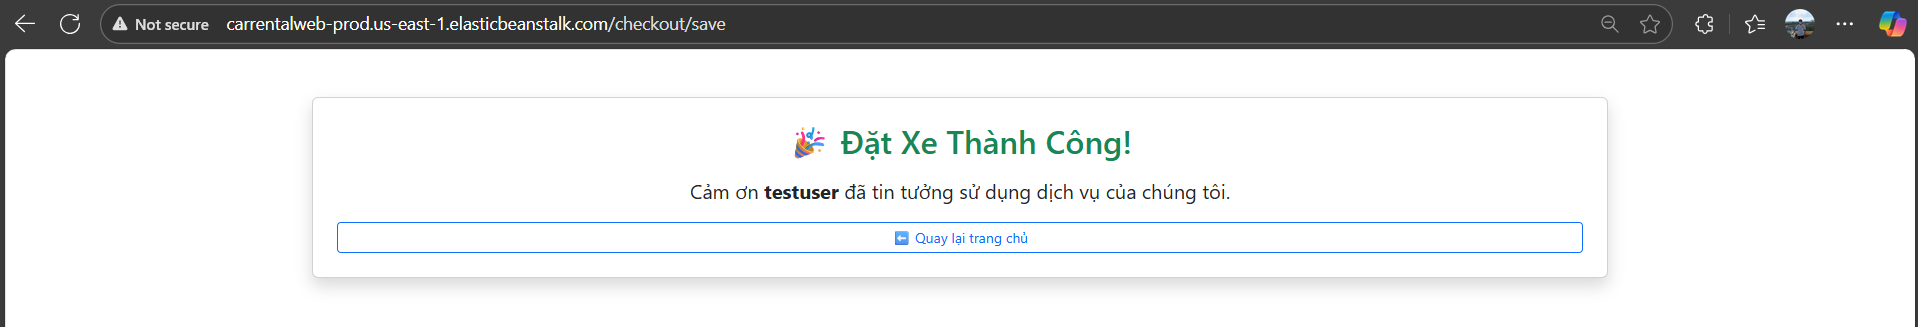 Not secure carrentalweb-prod.us-east-1.elasticbeanstalk.com/checkout/save
Đặt Xe Thành Công!
Cảm ơn testuser đã tin tưởng sử dụng dịch vụ của chúng tôi.
Quay lại trang chủ